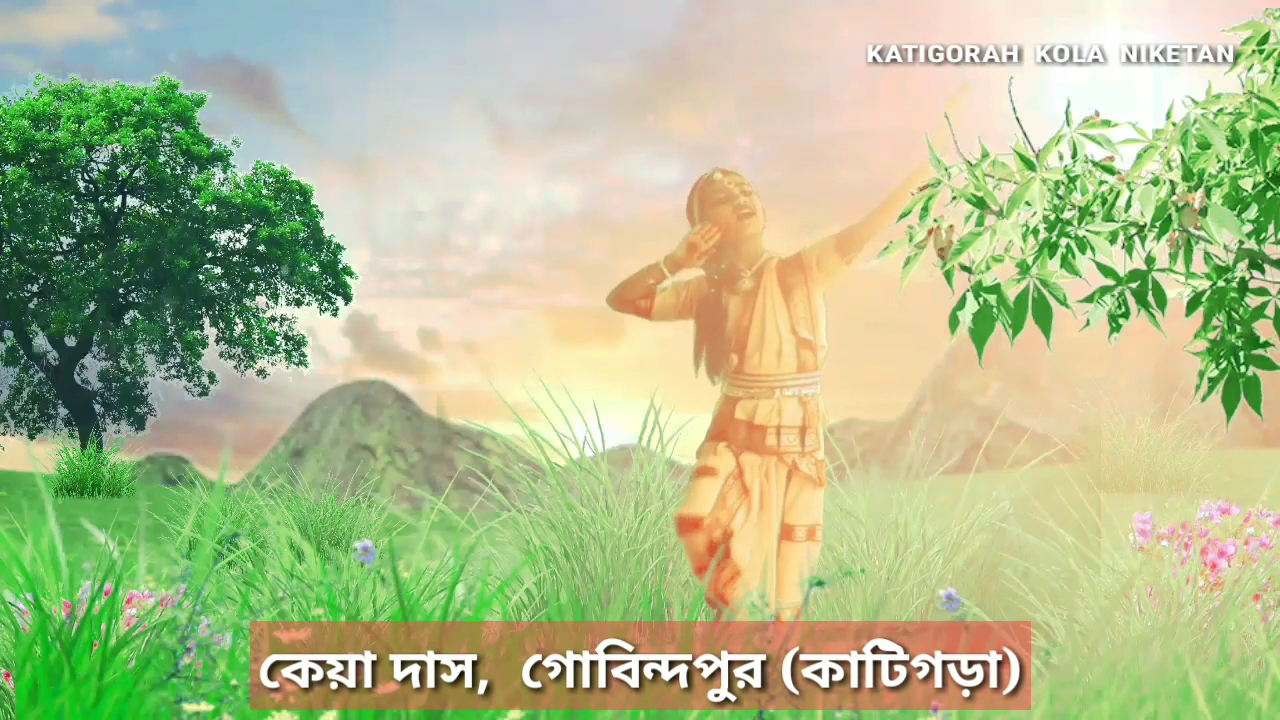 KATIGORAH KOLA NIKETAN
কেয়া দাস, গোবিন্দপুর (কাটিগড়া)